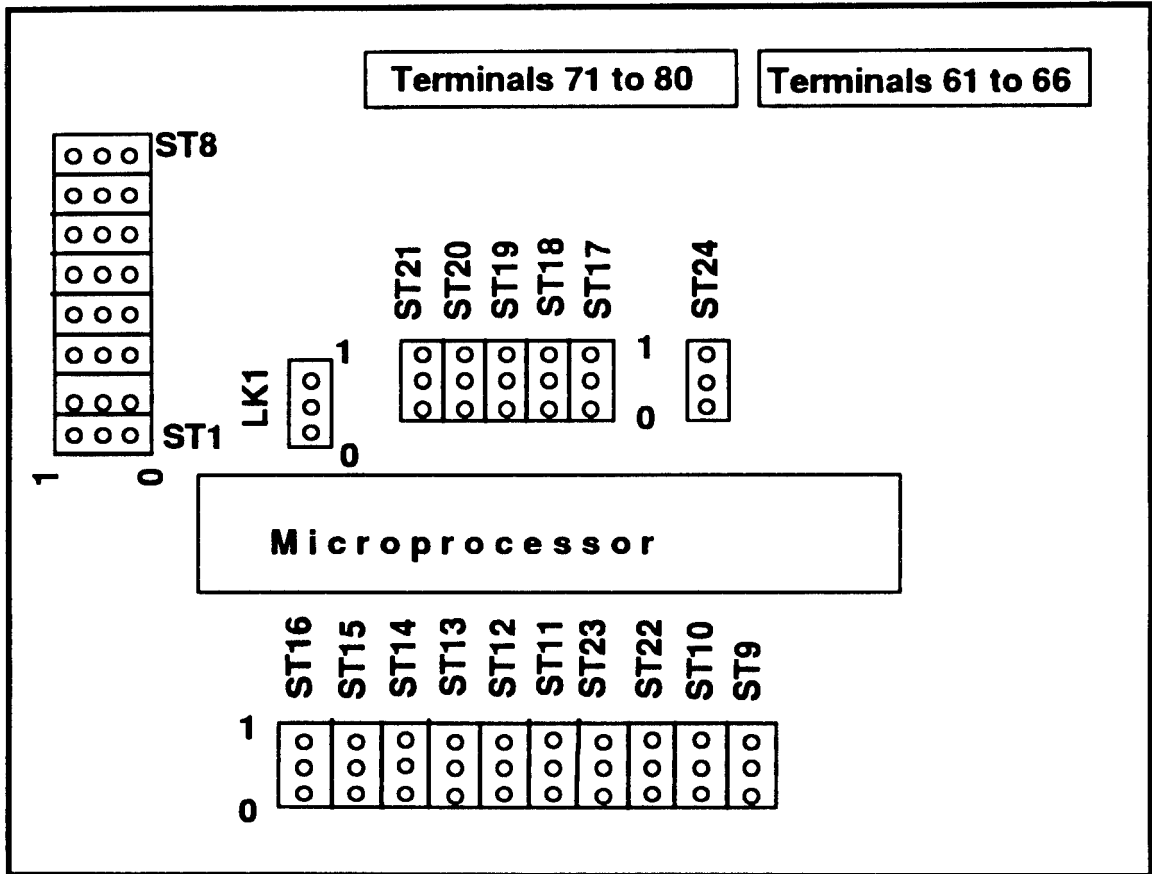 Terminals 71 to 80
Terminals 61 to 66
ST8
ST21
ST20
ST19
ST18
ST17
ST24
1
1
LK1
0
0
ST1
1
0
Microprocessor
ST16
ST15
ST14
ST13
ST12
ST11
ST23
ST22
ST10
ST9
1
0